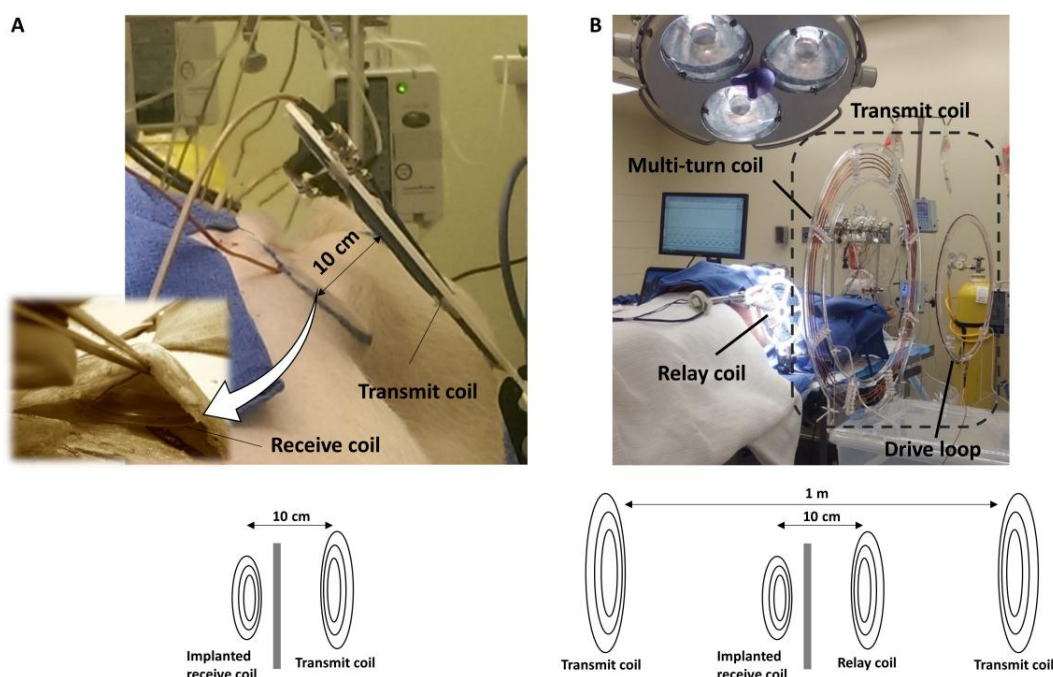 A
10 cm
Transmit coil
Receive coil
10 cm
Implanted
receive coil
Transmit coil
B
Transmit coil
Multi-turn coil
Relay coil
Drive loop
1 m
10 cm
Transmit coil
Implanted
receive coil
Relay coil
Transmit coil